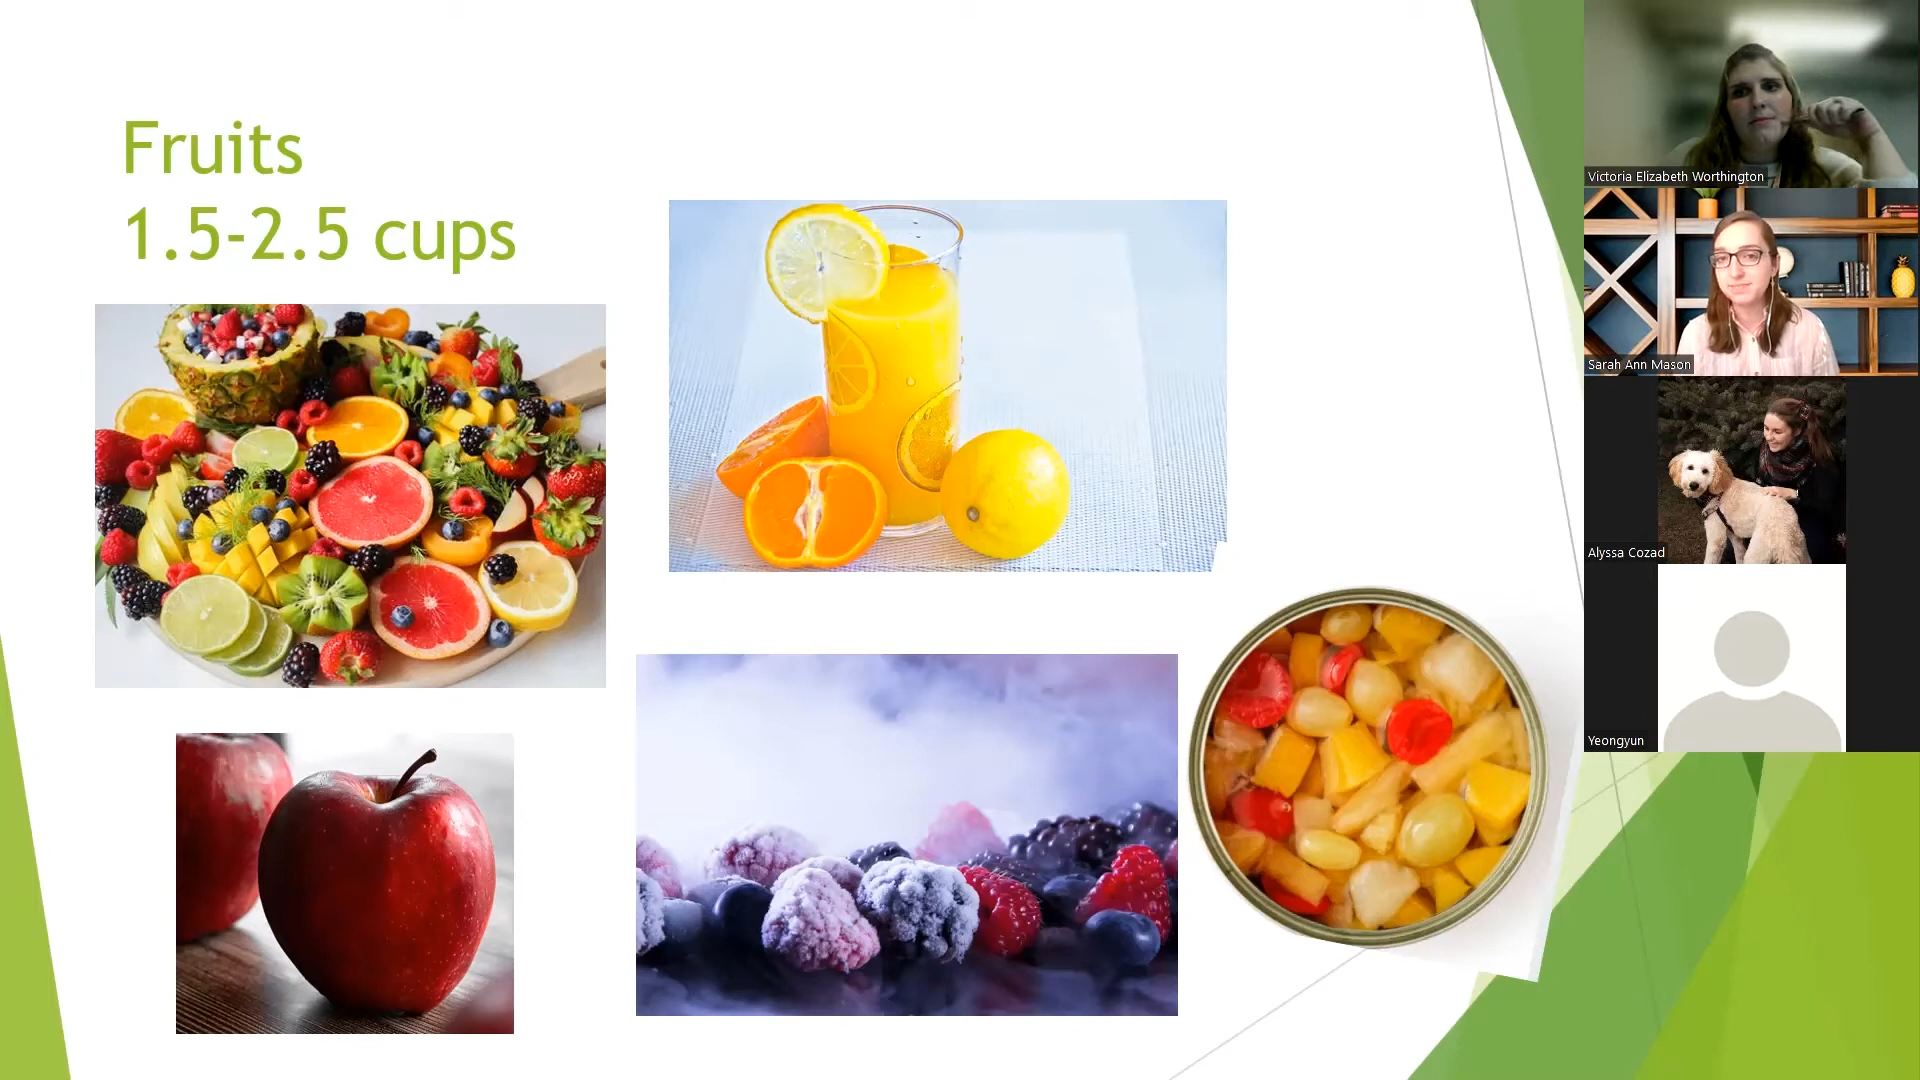 Fruits
1.5-2.5 cups
Victoria Elizabeth Worthington
Sarah Ann Mason
Alyssa Cozad
Yeongyun